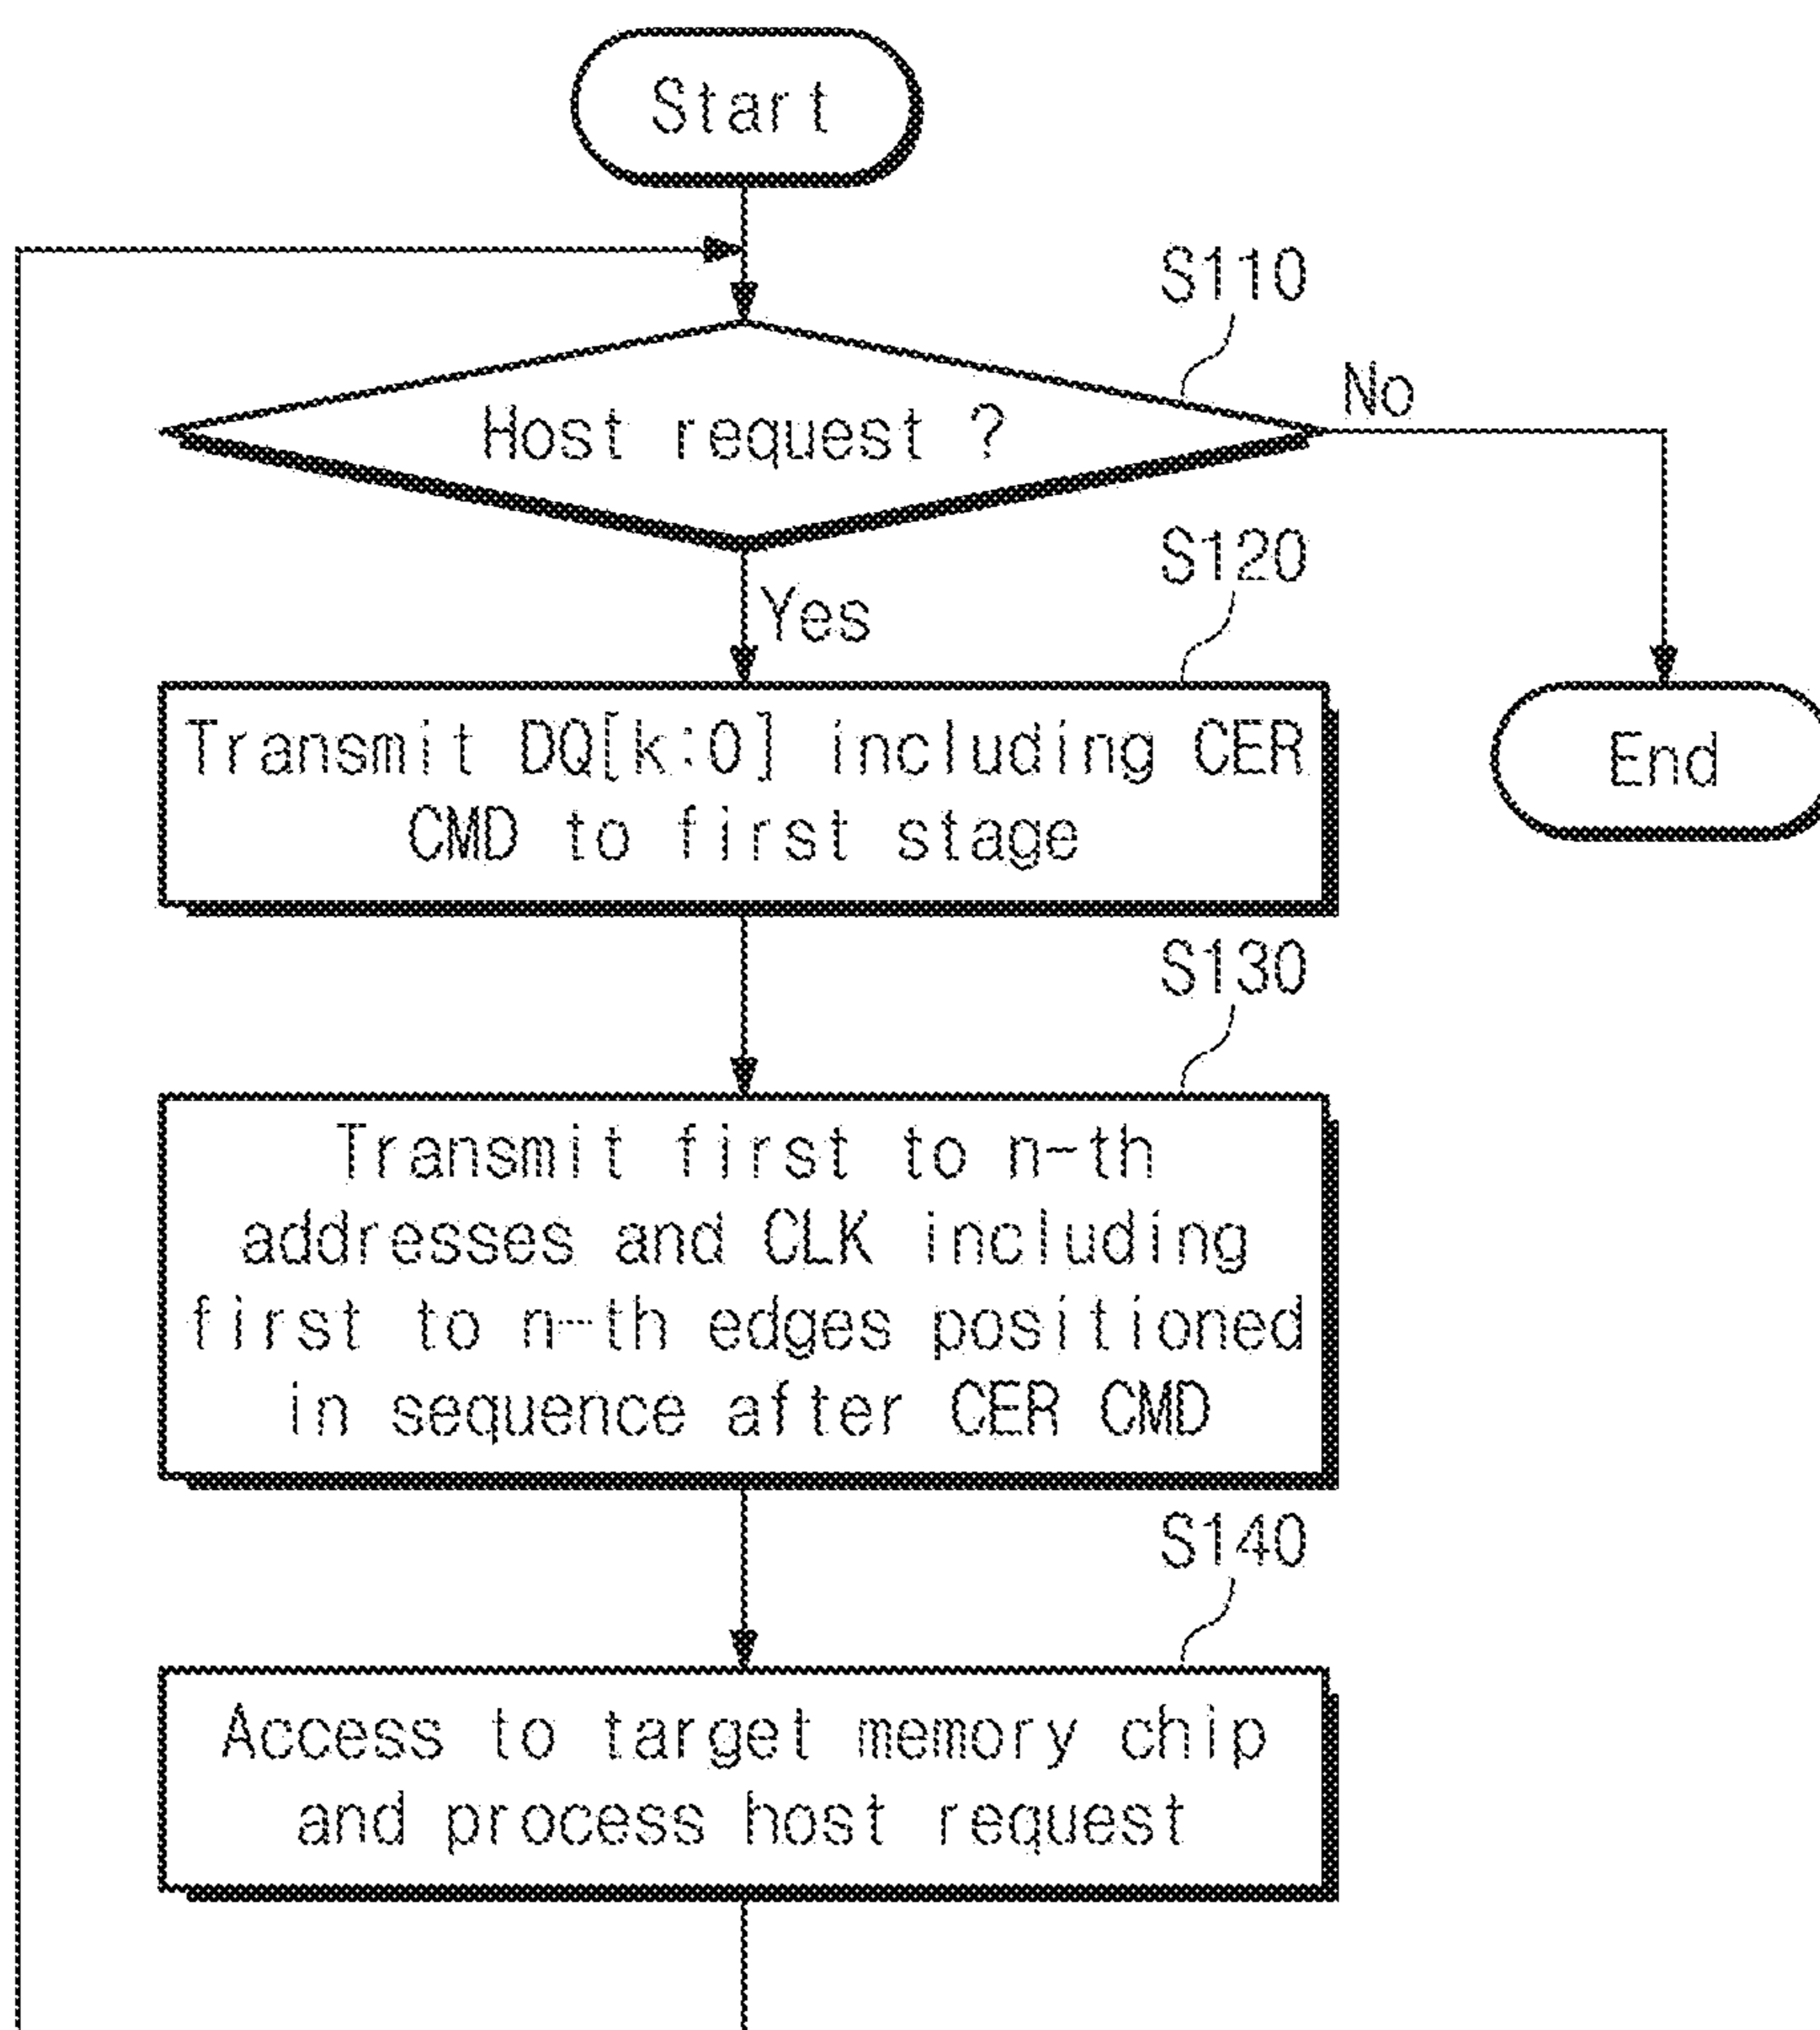 Start
S110
Host request ?
No
S120
Yes
Transmit DQ[k:0] including CER
CMD to first stage
End
S130
Transmit first to n-th
addresses and CLK including
first to n-th edges positioned
in sequence after CER CMD
S140
Access to target memory chip
and process host request